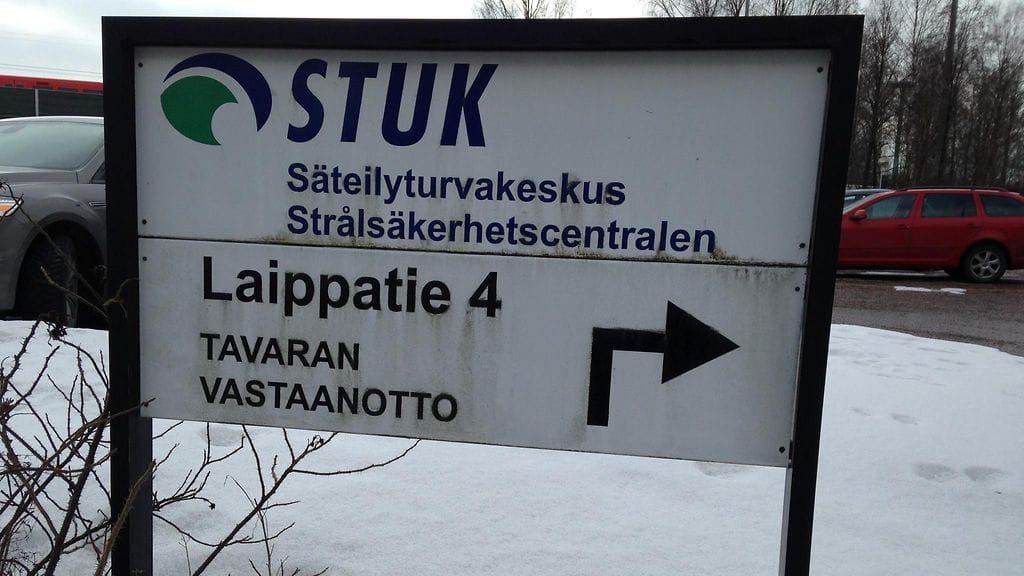 STUK
Säteilyturvakeskus
Strålsäkerhetscentralen
Laippatie 4
TAVARAN
VASTAANOTTO